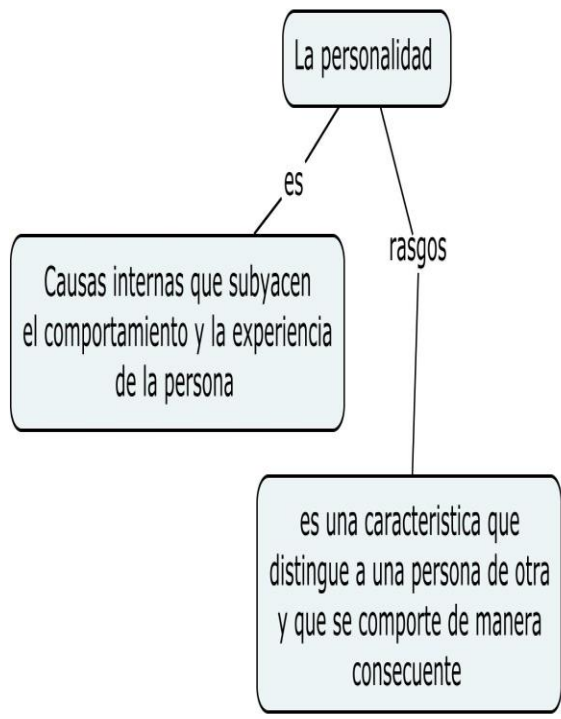 La personalidad
es
rasgos
Causas internas que subyacen
el comportamiento y la experiencia
de la persona
es una caracteristica que
distingue a una persona de otra
y que se comporte de manera
consecuente